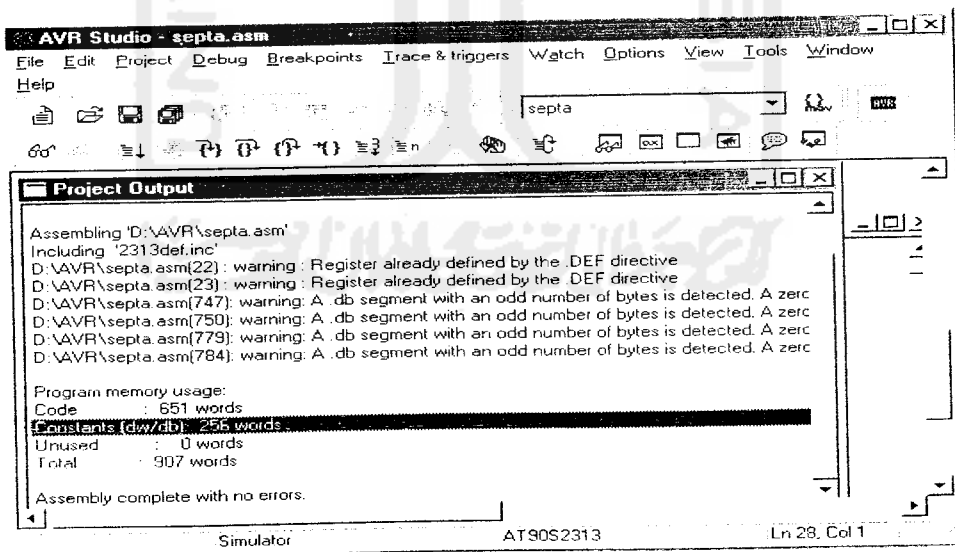 AVR Studio - septa.asm
File Edit Project Debug Breakpoints Trace & triggers Watch Options View Tools Window
Help
septa
AVR
Project Output
Assembling 'D:\AVR\septa.asm'
Including '2313def.inc'
D:\AVR\septa.asm(22) : warning : Register already defined by the .DEF directive
D:\AVR\septa.asm(23) : warning : Register already defined by the .DEF directive
D:\AVR\septa.asm(747): warning: A .db segment with an odd number of bytes is detected. A zero
D:\AVR\septa.asm(750): warning: A .db segment with an odd number of bytes is detected. A zero
D:\AVR\septa.asm(779): warning: A .db segment with an odd number of bytes is detected. A zero
D:\AVR\septa.asm(784): warning: A .db segment with an odd number of bytes is detected. A zero
Program memory usage:
Code : 651 words
Constants (dw/db): 256 words
Unused : 0 words
Total : 907 words
Assembly complete with no errors.
Simulator AT90S2313 Ln 28, Col 1